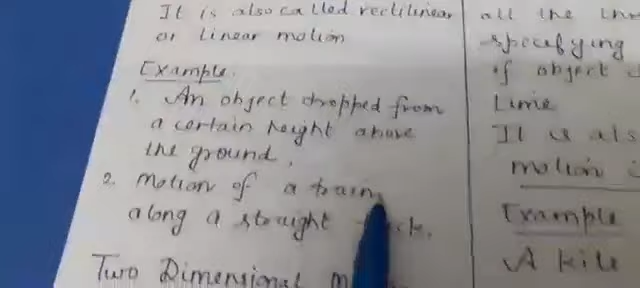 It is also called rectilinear
or linear motion
Example.
1. An object dropped from
a certain height above
the ground.
2. Motion of a train
along a straight
Two Dimensional
all the
specifying
of object
time
It is
motion
Example
A kite